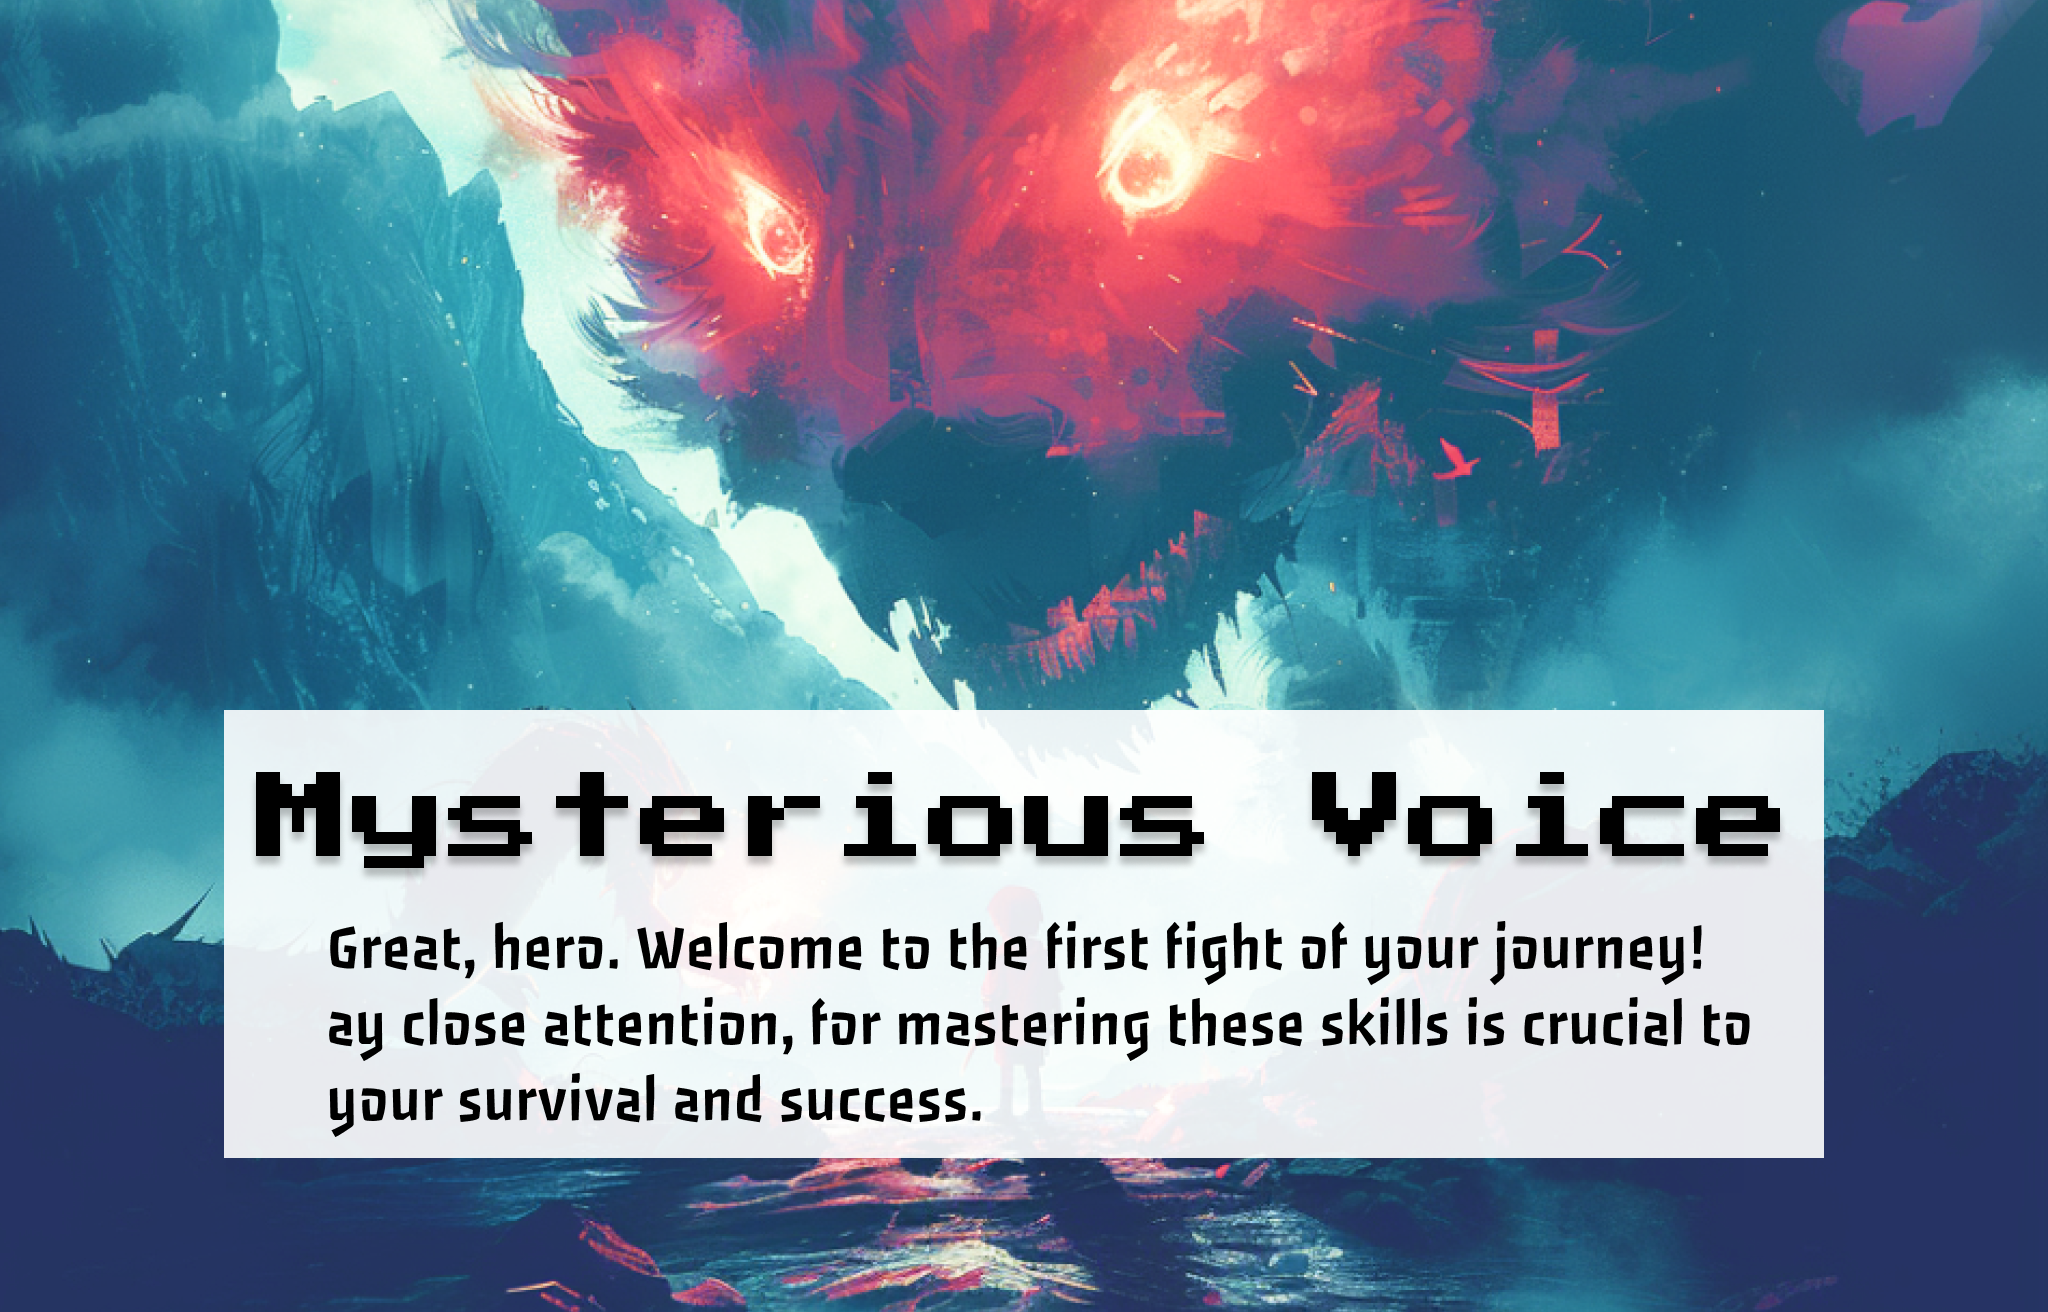 Mysterious Voice
Great, hero. Welcome to the first fight of your journey!
ay close attention, for mastering these skills is crucial to
your survival and success.